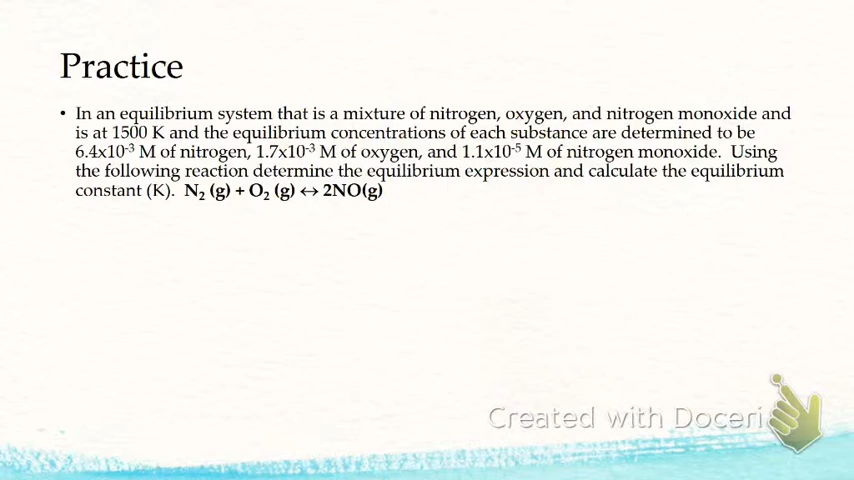 Practice
• In an equilibrium system that is a mixture of nitrogen, oxygen, and nitrogen monoxide and
is at 1500 K and the equilibrium concentrations of each substance are determined to be
6.4x10⁻³ M of nitrogen, 1.7x10⁻³ M of oxygen, and 1.1x10⁻⁵ M of nitrogen monoxide.  Using
the following reaction determine the equilibrium expression and calculate the equilibrium
constant (K).  N₂ (g) + O₂ (g) ↔ 2NO(g)
Created with Doceri